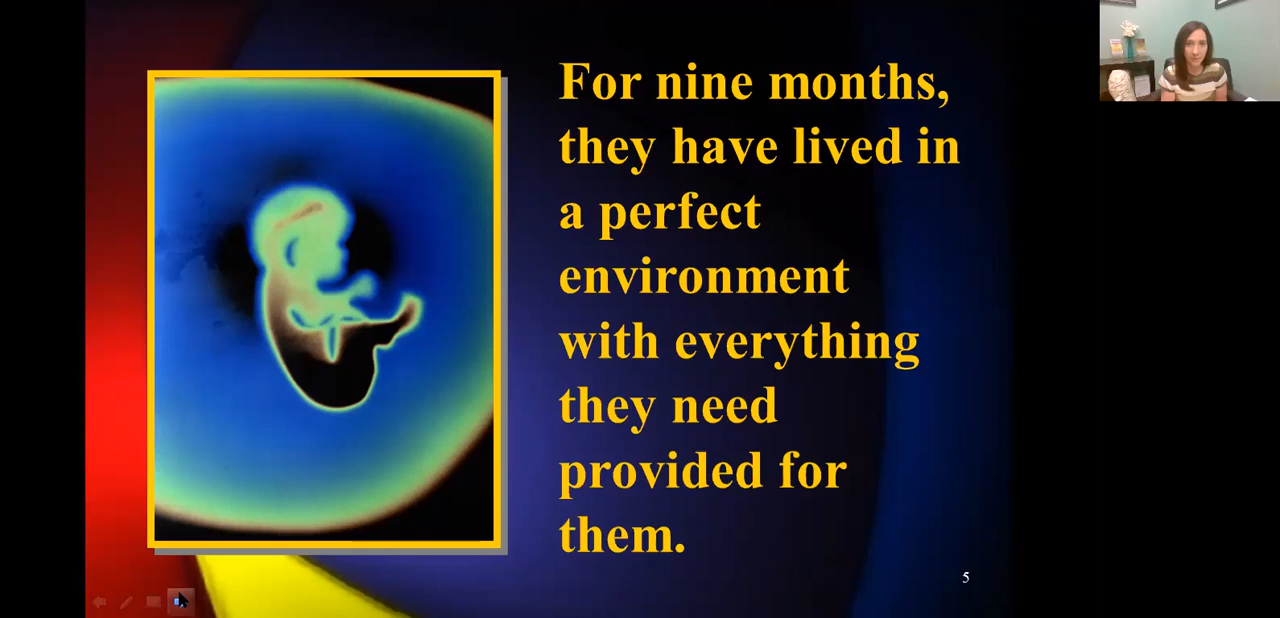 For nine months,
they have lived in
a perfect
environment
with everything
they need
provided for
them.
5